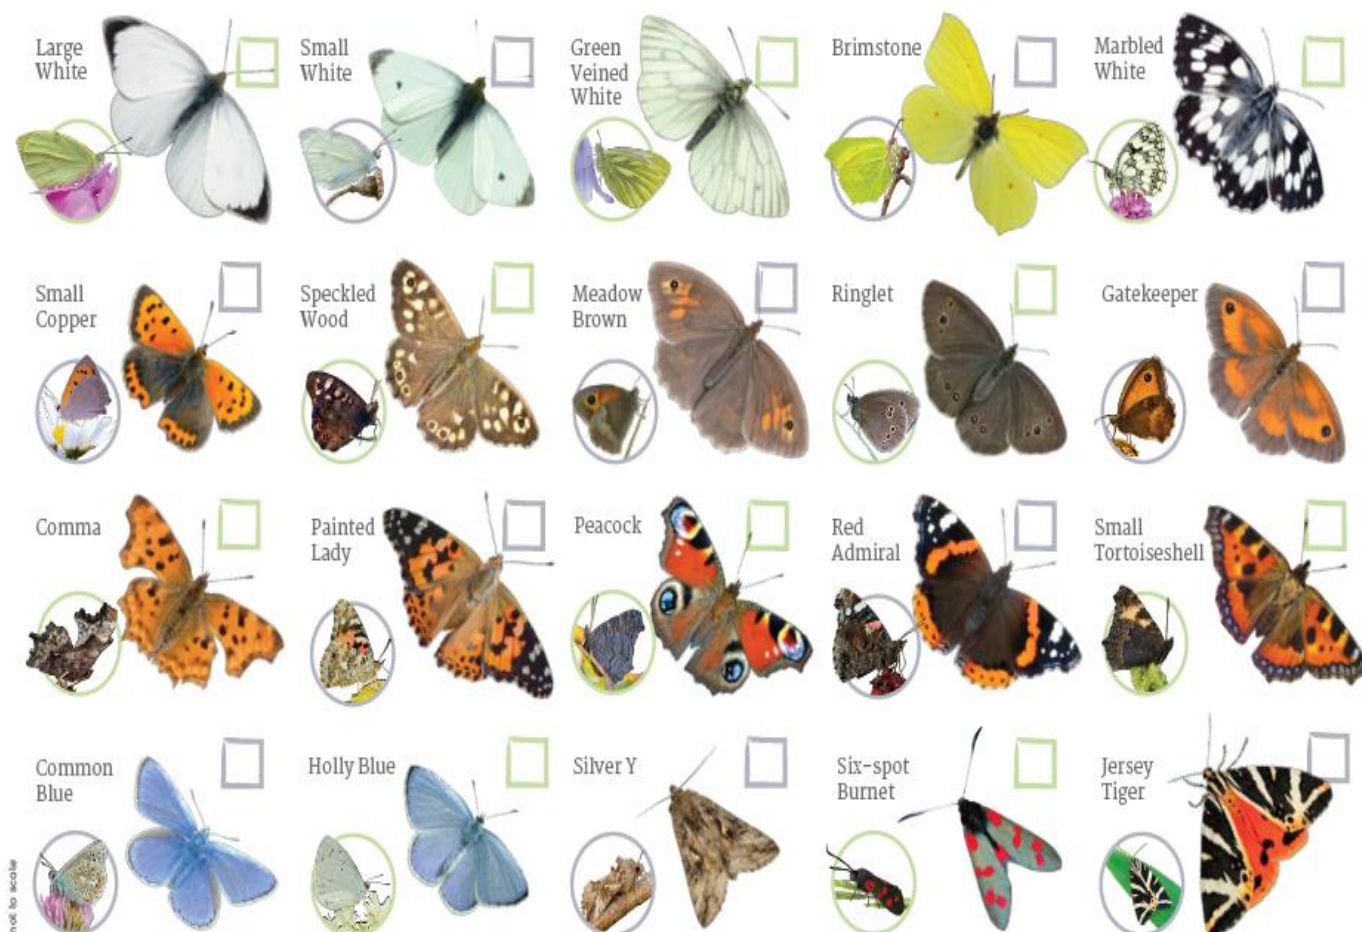 Large
White
Small
White
Green
Veined
White
Brimstone
Marbled
White
Small
Copper
Speckled
Wood
Meadow
Brown
Ringlet
Gatekeeper
Comma
Painted
Lady
Peacock
Red
Admiral
Small
Tortoiseshell
Common
Blue
Holly Blue
Silver Y
Six-spot
Burnet
Jersey
Tiger
not to scale